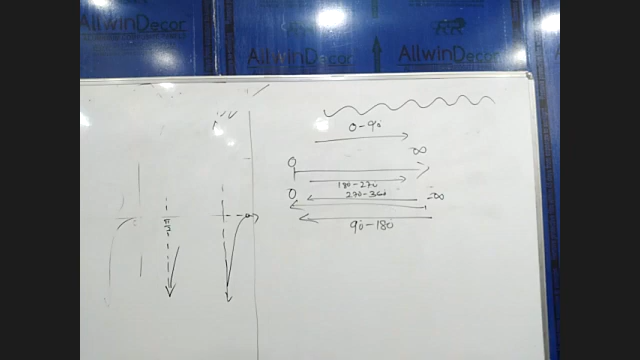 AllWinDecor
AllWinDecor
AllWinDecor
0-90
∞
0
180-270
270-360
0
-∞
90-180
π/2